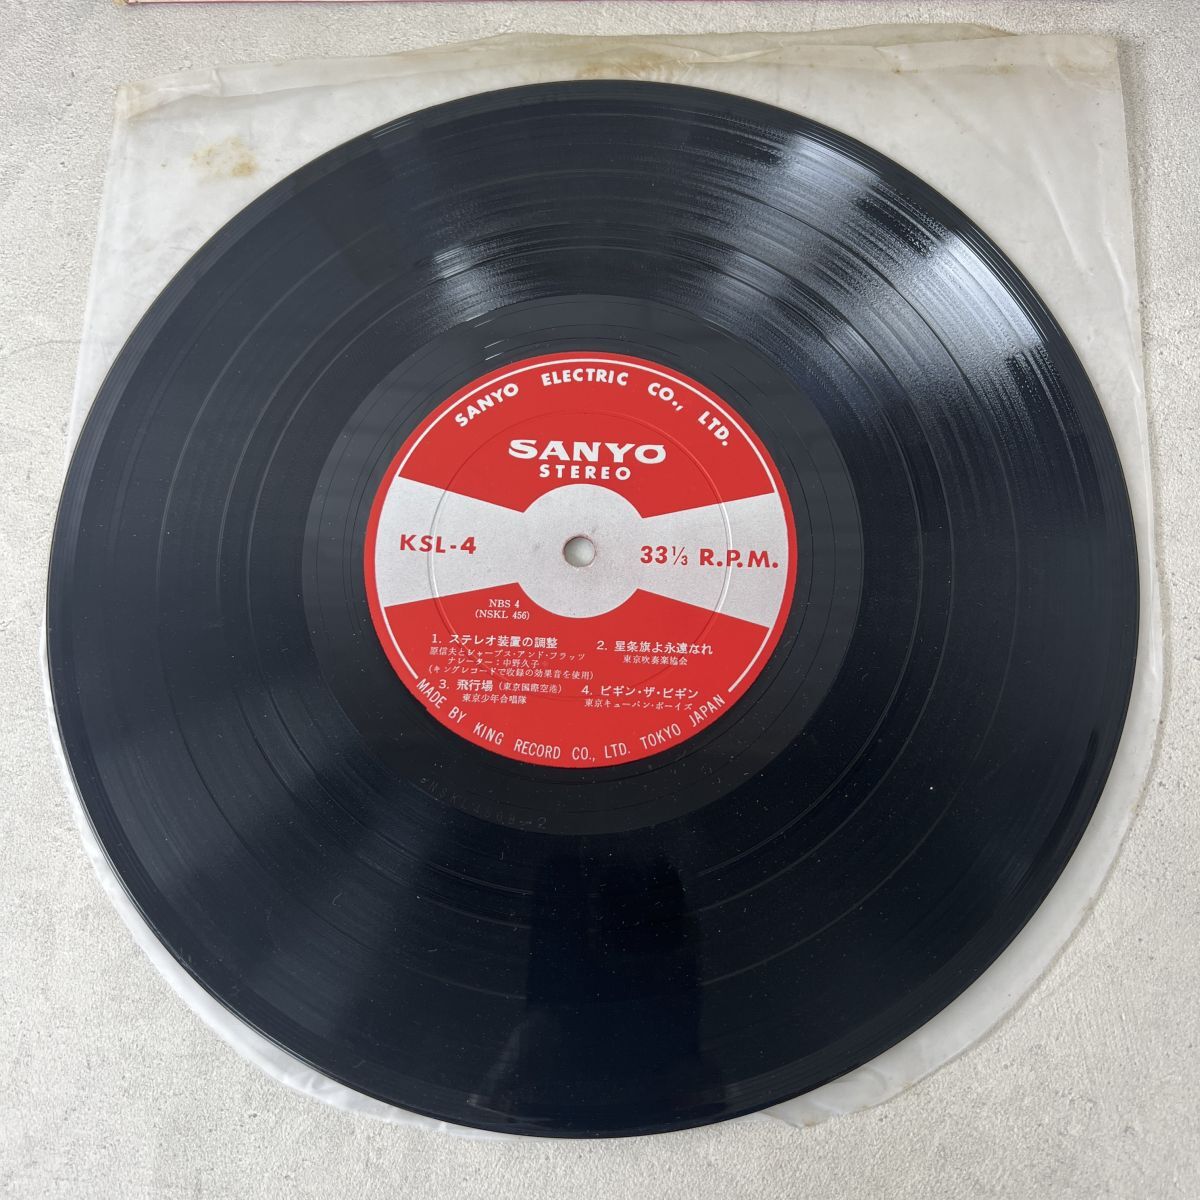 SANYO ELECTRIC CO., LTD.
SANYO
STEREO
KSL-4
33⅓ R.P.M.
NBS 4
(NSKL 456)
1. ステレオ装置の調整
原信夫とシャープス・アンド・フラッツ
ナレーター:中野久子
(キングレコードで収録の効果音を使用)
2. 星条旗よ永遠なれ
東京吹奏楽協会
3. 飛行場(東京国際空港)
東京少年合唱隊
4. ビギン・ザ・ビギン
東京キューバン・ボーイズ
MADE BY KING RECORD CO., LTD. TOKYO JAPAN